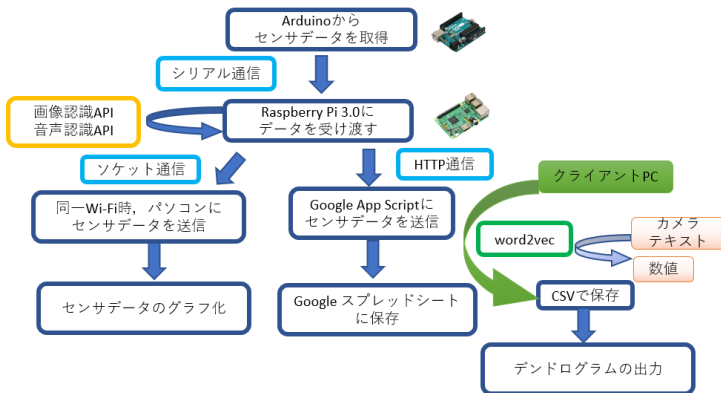 Arduinoから
センサデータを取得
シリアル通信
画像認識API
音声認識API
Raspberry Pi 3.0に
データを受け渡す
ソケット通信
HTTP通信
クライアントPC
同一Wi-Fi時，パソコンに
センサデータを送信
Google App Scriptに
センサデータを送信
word2vec
カメラ
テキスト
数値
センサデータのグラフ化
Google スプレッドシート
に保存
CSVで保存
デンドログラムの出力